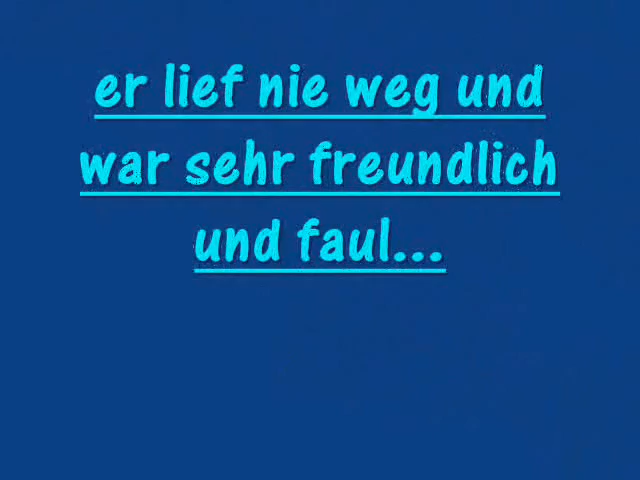 er lief nie weg und
war sehr freundlich
und faul...